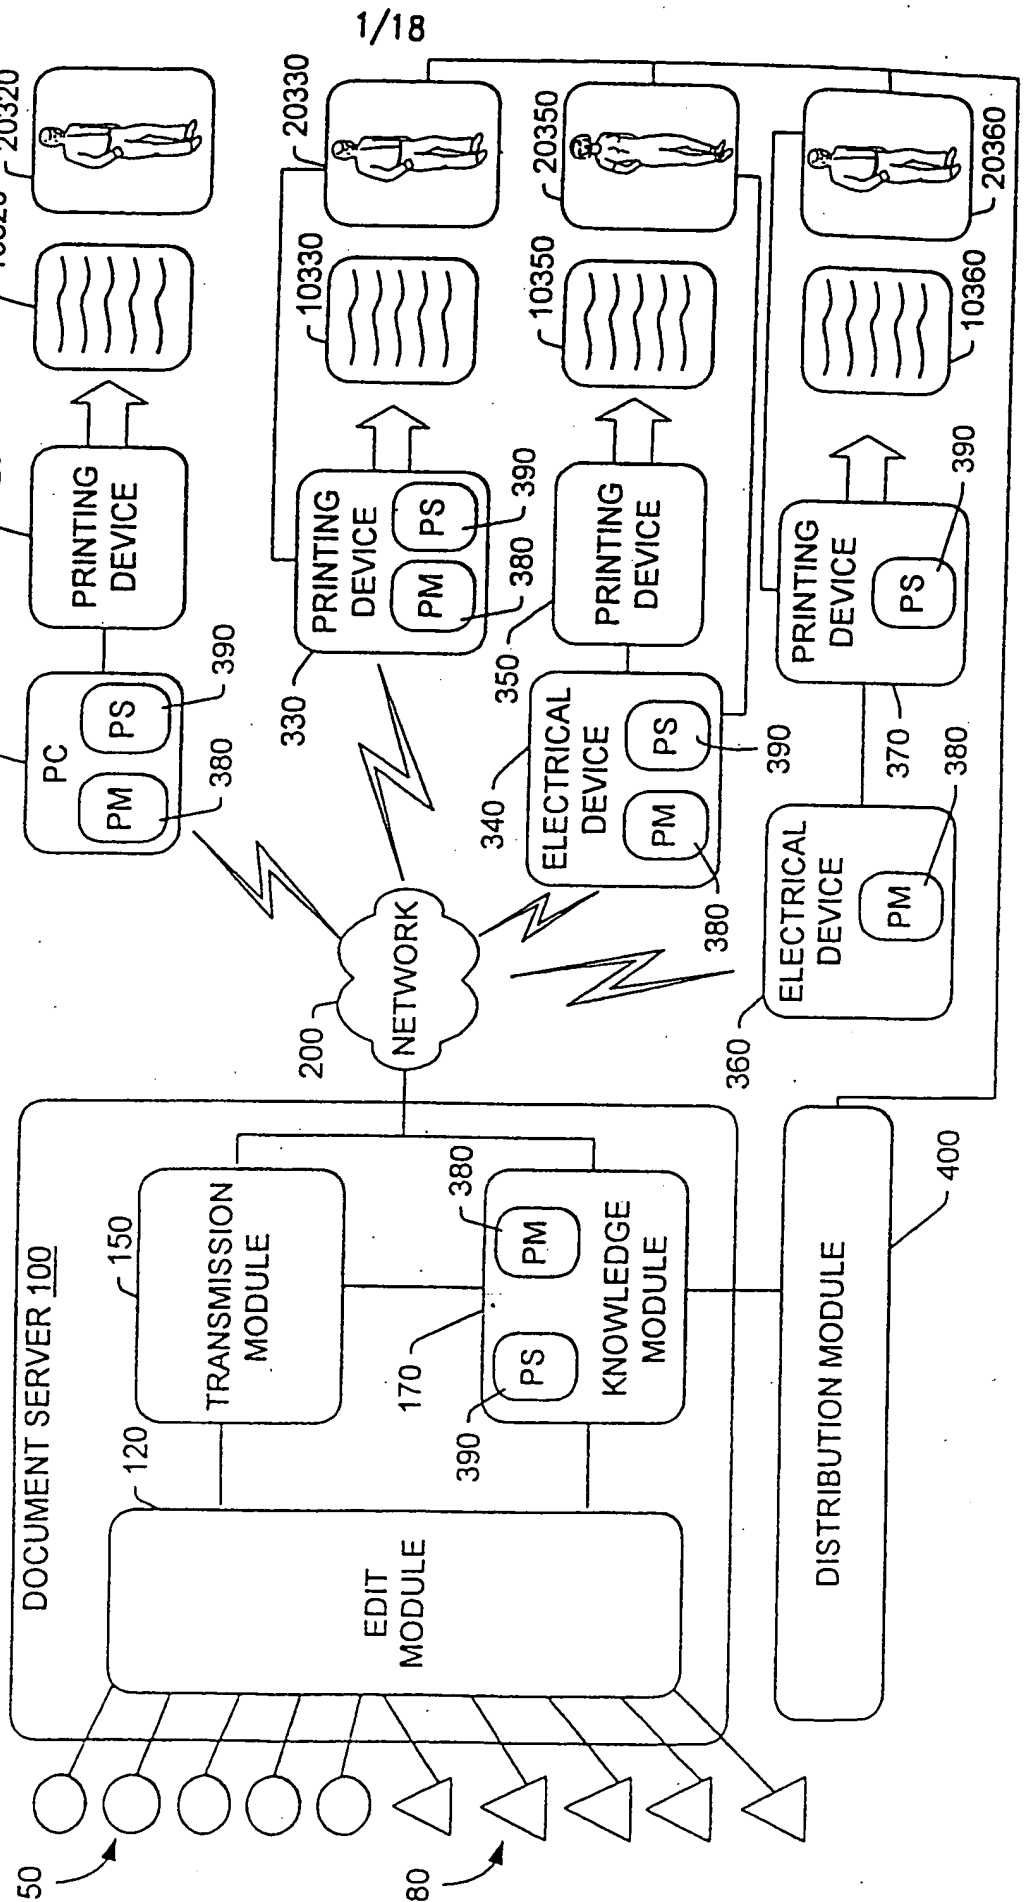 1/18
DOCUMENT SERVER 100
50
80
120
EDIT
MODULE
150
TRANSMISSION
MODULE
170
390
PS
380
PM
KNOWLEDGE
MODULE
DISTRIBUTION MODULE
400
200
NETWORK
PC
PM
PS
380
390
PRINTING
DEVICE
20320
330
PRINTING
DEVICE
PM
PS
380
390
10330
20330
340
ELECTRICAL
DEVICE
PM
PS
380
390
350
PRINTING
DEVICE
10350
20350
360
ELECTRICAL
DEVICE
PM
380
370
PRINTING
DEVICE
PS
390
10360
20360